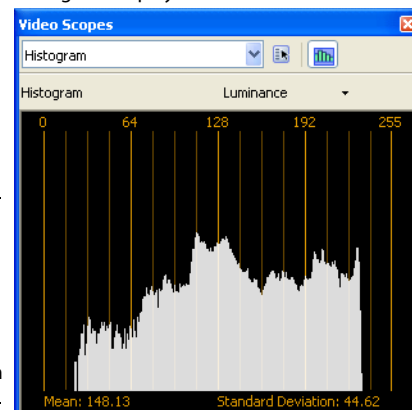 Video Scopes
Histogram
Histogram Luminance
0 64 128 192 255
Mean: 148.13 Standard Deviation: 44.62